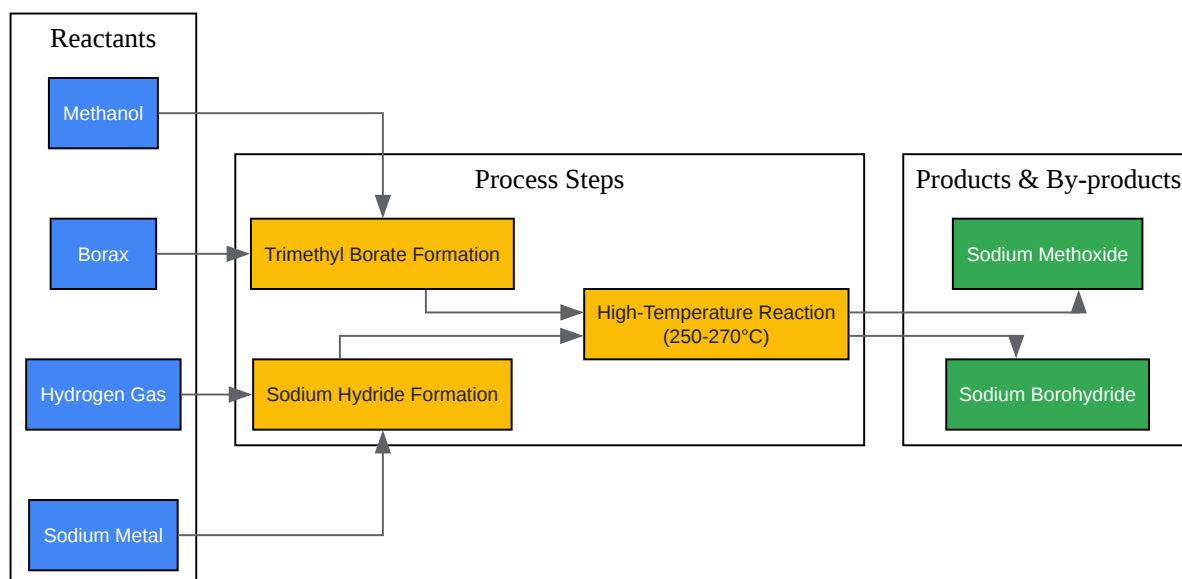 Reactants
Methanol
Borax
Hydrogen Gas
Sodium Metal
Process Steps
Trimethyl Borate Formation
Sodium Hydride Formation
High-Temperature Reaction
(250-270°C)
Products & By-products
Sodium Methoxide
Sodium Borohydride